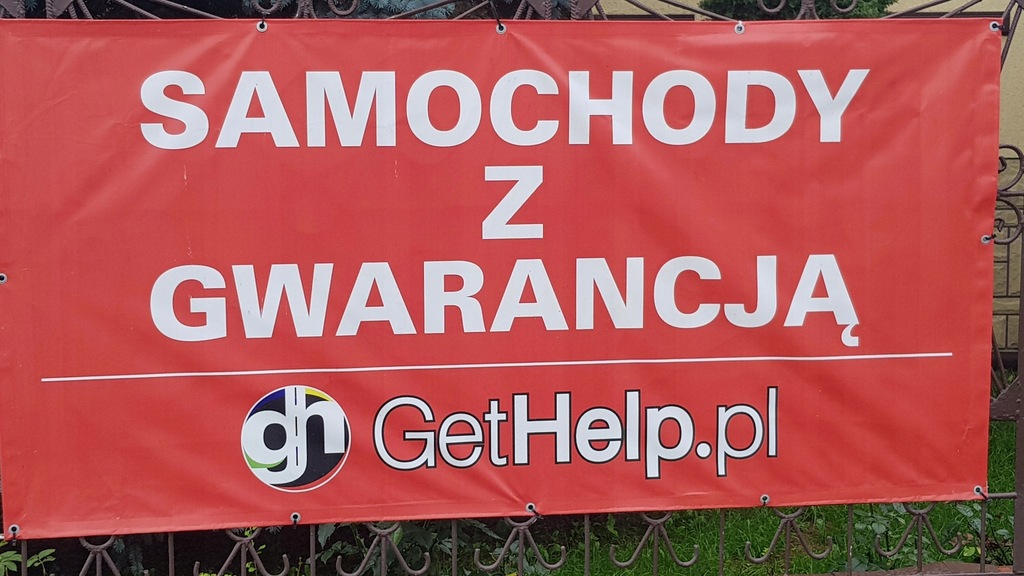 SAMOCHODY
Z
GWARANCJĄ
gh GetHelp.pl